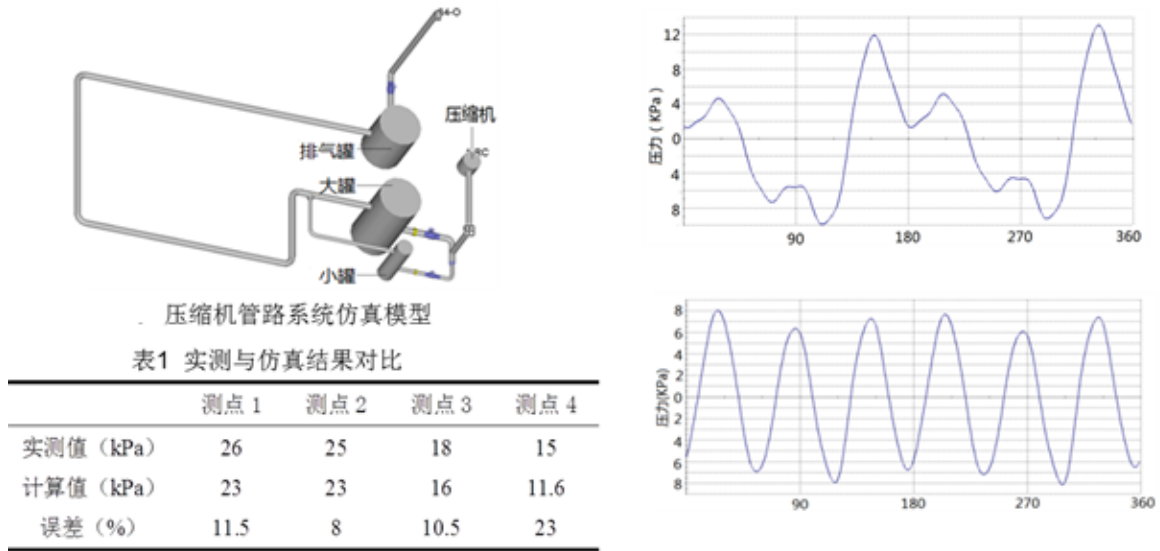 排气罐
压缩机
大罐
小罐
. 压缩机管路系统仿真模型
表1 实测与仿真结果对比
测点 1 测点 2 测点 3 测点 4
实测值（kPa） 26 25 18 15
计算值（kPa） 23 23 16 11.6
误差（%） 11.5 8 10.5 23
压力（KPa）
12
8
4
0
4
8
90 180 270 360
压力(KPa)
8
6
4
2
0
2
4
6
8
90 180 270 360